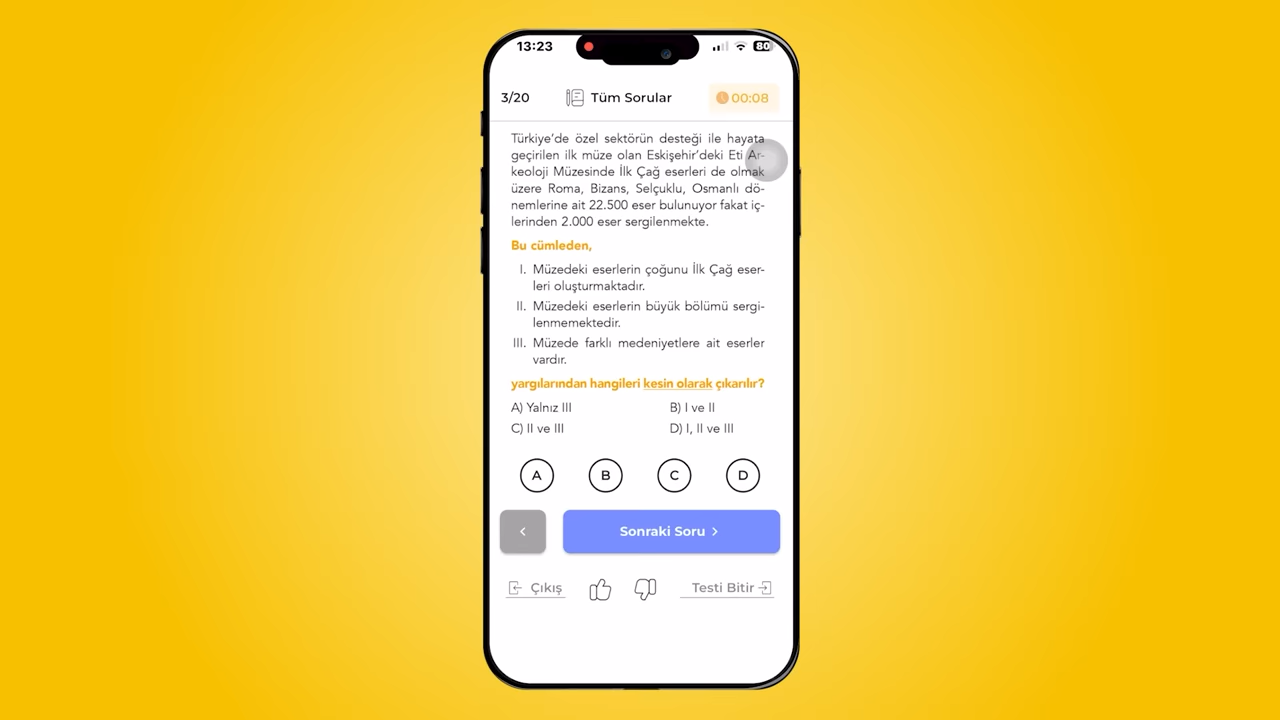 13:23
80
3/20
Tüm Sorular
00:08
Türkiye'de özel sektörün desteği ile hayata
geçirilen ilk müze olan Eskişehir'deki Eti Ar-
keoloji Müzesinde İlk Çağ eserleri de olmak
üzere Roma, Bizans, Selçuklu, Osmanlı dö-
nemlerine ait 22.500 eser bulunuyor fakat iç-
lerinden 2.000 eser sergilenmekte.
Bu cümleden,
I. Müzedeki eserlerin çoğunu İlk Çağ eser-
leri oluşturmaktadır.
II. Müzedeki eserlerin büyük bölümü sergi-
lenmemektedir.
III. Müzede farklı medeniyetlere ait eserler
vardır.
yargılarından hangileri kesin olarak çıkarılır?
A) Yalnız III
B) I ve II
C) II ve III
D) I, II ve III
A
B
C
D
Sonraki Soru
Çıkış
Testi Bitir